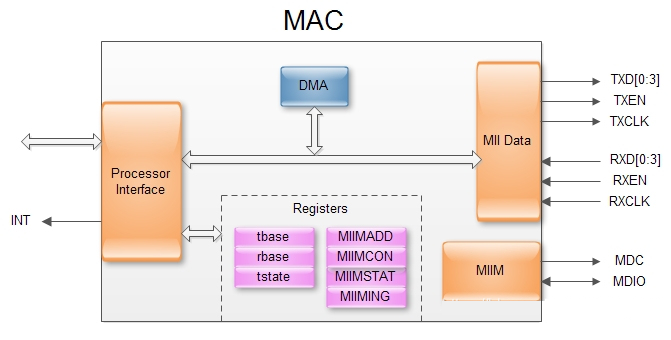 MAC
DMA
TXD[0:3]
TXEN
TXCLK
MII Data
RXD[0:3]
RXEN
RXCLK
Processor
Interface
INT
Registers
tbase
rbase
tstate
MIIMADD
MIIMCON
MIIMSTAT
MIIMING
MIIM
MDC
MDIO